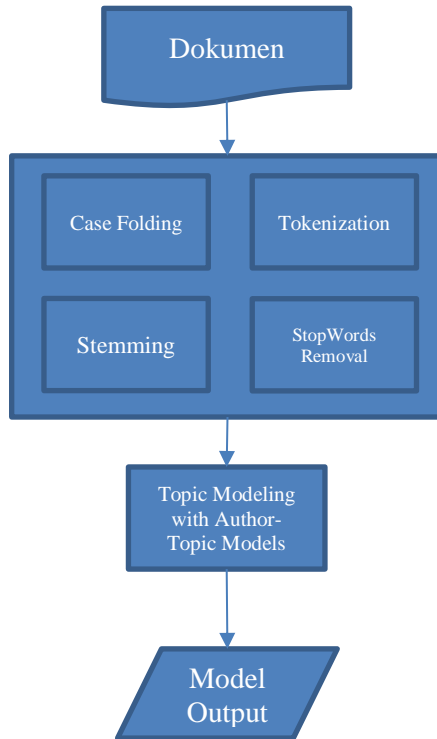 Dokumen
Case Folding
Tokenization
Stemming
StopWords
Removal
Topic Modeling
with Author-
Topic Models
Model
Output